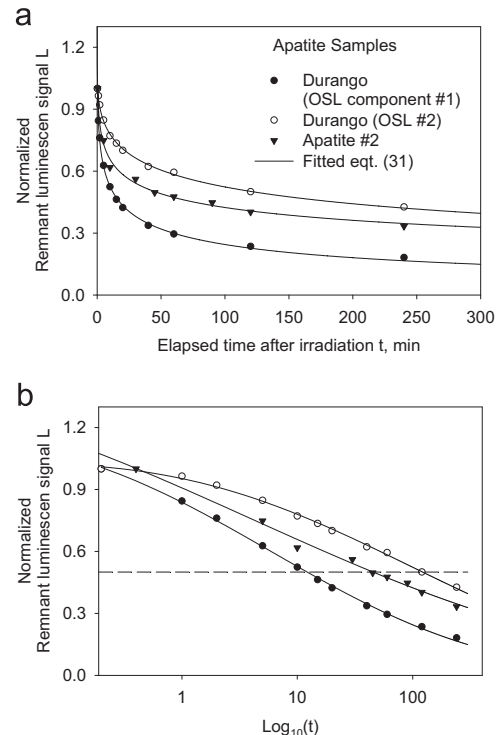 a
Apatite Samples
Durango
(OSL component #1)
Durango (OSL #2)
Apatite #2
Fitted eqt. (31)
1.2
0.9
0.6
0.3
0.0
Normalized
Remnant luminescen signal L
0 50 100 150 200 250 300
Elapsed time after irradiation t, min
b
1.2
0.9
0.6
0.3
0.0
Normalized
Remnant luminescen signal L
1 10 100
Log10(t)